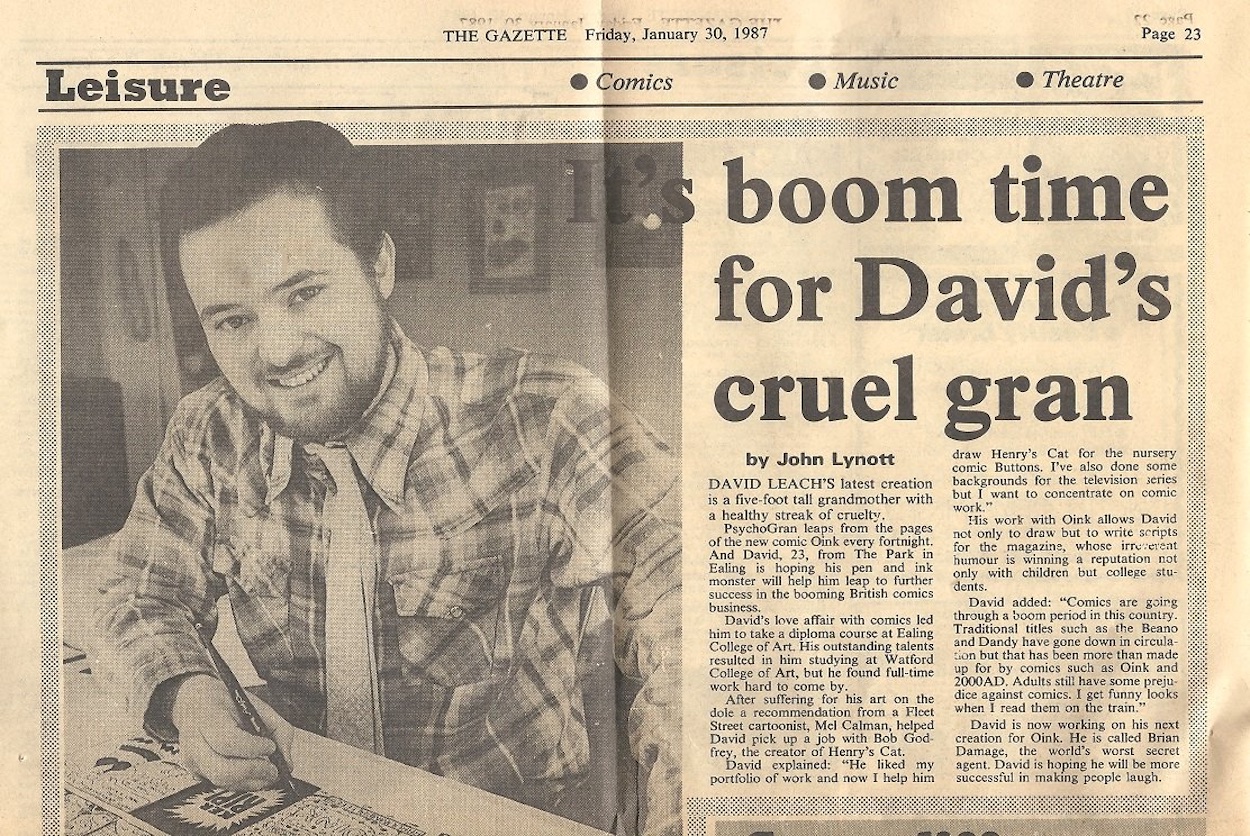 THE GAZETTE Friday, January 30, 1987
Page 23
Leisure
● Comics
● Music
● Theatre
It's boom time
for David's
cruel gran
by John Lynott
DAVID LEACH'S latest creation
is a five-foot tall grandmother with
a healthy streak of cruelty.
PsychoGran leaps from the pages
of the new comic Oink every fortnight.
And David, 23, from The Park in
Ealing is hoping his pen and ink
monster will help him leap to further
success in the booming British comics
business.
David's love affair with comics led
him to take a diploma course at Ealing
College of Art. His outstanding talents
resulted in him studying at Watford
College of Art, but he found full-time
work hard to come by.
After suffering for his art on the
dole a recommendation from a Fleet
Street cartoonist, Mel Calman, helped
David pick up a job with Bob God-
frey, the creator of Henry's Cat.
David explained: "He liked my
portfolio of work and now I help him
draw Henry's Cat for the nursery
comic Buttons. I've also done some
backgrounds for the television series
but I want to concentrate on comic
work."
His work with Oink allows David
not only to draw but to write scripts
for the magazine, whose irreverent
humour is winning a reputation not
only with children but college stu-
dents.
David added: "Comics are going
through a boom period in this country.
Traditional titles such as the Beano
and Dandy have gone down in circula-
tion but that has been more than made
up for by comics such as Oink and
2000AD. Adults still have some preju-
dice against comics. I get funny looks
when I read them on the train."
David is now working on his next
creation for Oink. He is called Brian
Damage, the world's worst secret
agent. David is hoping he will be more
successful in making people laugh.
RIP!